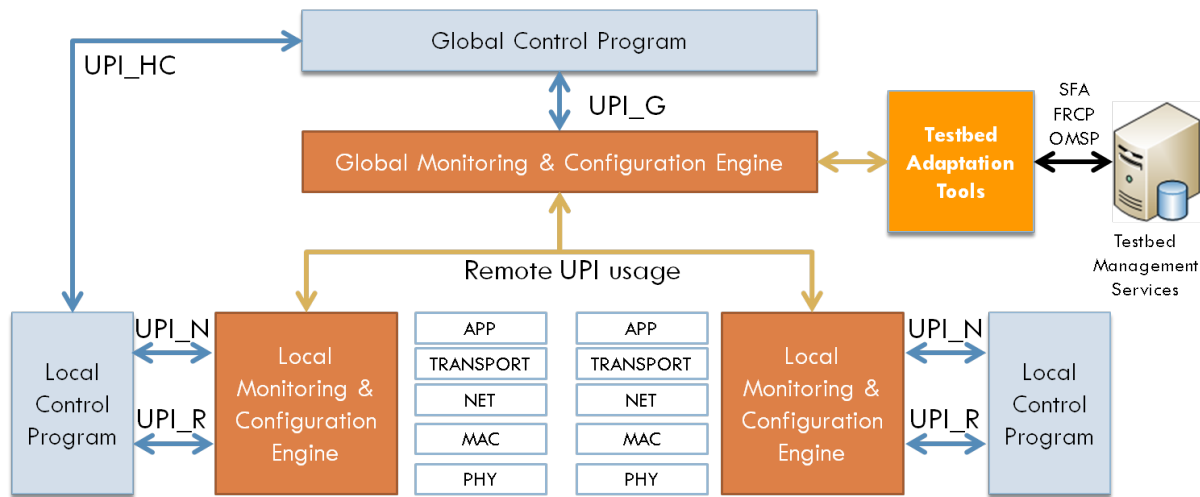 Global Control Program
UPI_HC
UPI_G
SFA
FRCP
OMSP
Testbed
Adaptation
Tools
Global Monitoring & Configuration Engine
Testbed
Management
Services
Remote UPI usage
Local
Control
Program
UPI_N
UPI_R
Local
Monitoring &
Configuration
Engine
APP
TRANSPORT
NET
MAC
PHY
APP
TRANSPORT
NET
MAC
PHY
Local
Monitoring &
Configuration
Engine
UPI_N
UPI_R
Local
Control
Program